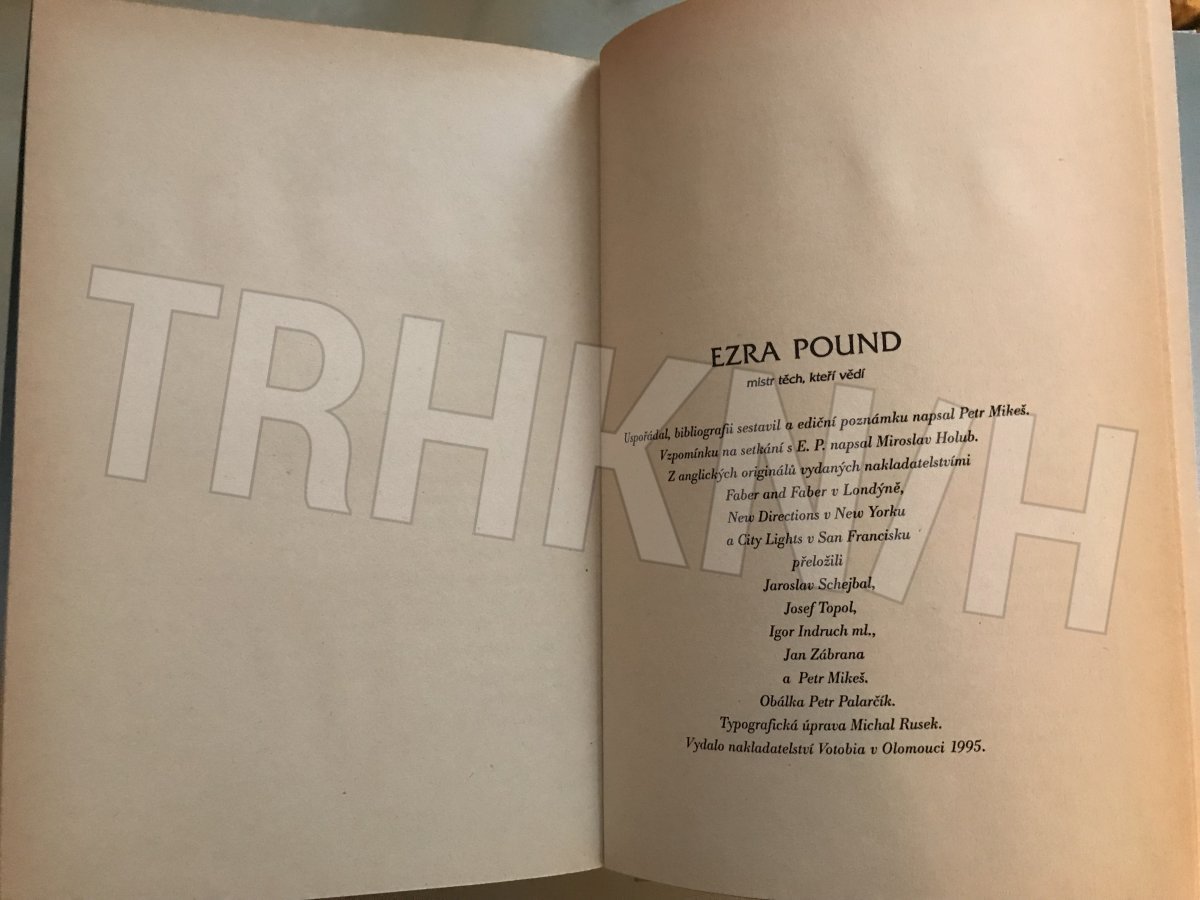 EZRA POUND
mistr těch, kteří vědí
Uspořádal, bibliografii sestavil a ediční poznámku napsal Petr Mikeš.
Vzpomínku na setkání s E. P. napsal Miroslav Holub.
Z anglických originálů vydaných nakladatelstvími
Faber and Faber v Londýně,
New Directions v New Yorku
a City Lights v San Francisku
přeložili
Jaroslav Schejbal,
Josef Topol,
Igor Indruch ml.,
Jan Zábrana
a Petr Mikeš.
Obálka Petr Palarčík.
Typografická úprava Michal Rusek.
Vydalo nakladatelství Votobia v Olomouci 1995.
TRHKNIH